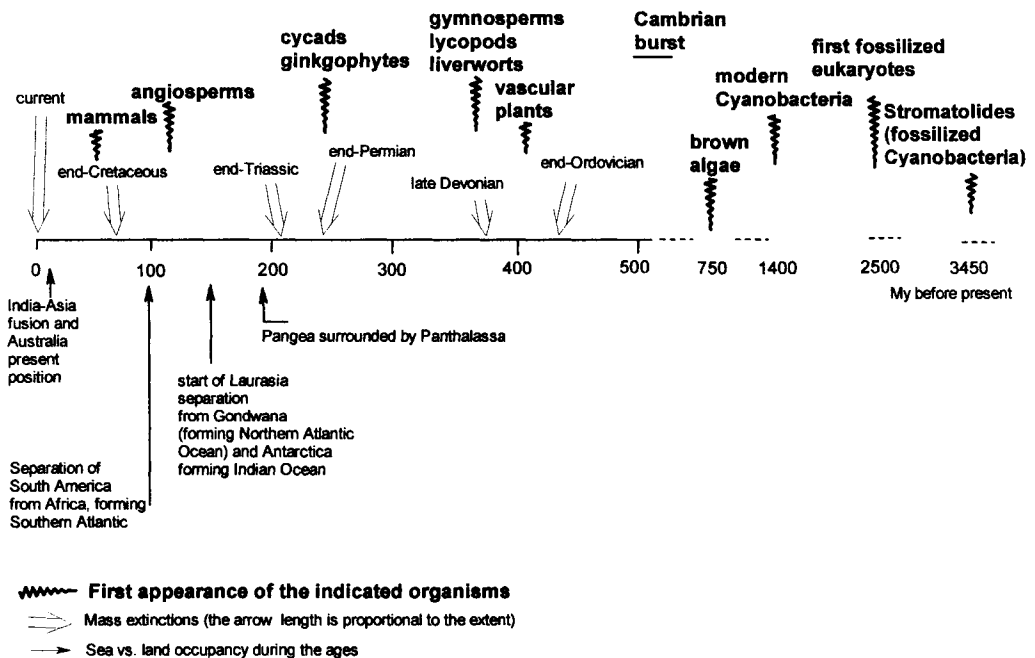 gymnosperms
lycopods
liverworts
Cambrian
burst
cycads
ginkgophytes
first fossilized
eukaryotes
modern
Cyanobacteria
vascular
plants
angiosperms
current
mammals
Stromatolides
(fossilized
Cyanobacteria)
brown
algae
end-Cretaceous
end-Triassic
end-Permian
late Devonian
end-Ordovician
0 100 200 300 400 500 750 1400 2500 3450
My before present
India-Asia
fusion and
Australia
present
position
Pangea surrounded by Panthalassa
start of Laurasia
separation
from Gondwana
(forming Northern Atlantic
Ocean) and Antarctica
forming Indian Ocean
Separation of
South America
from Africa, forming
Southern Atlantic
First appearance of the indicated organisms
Mass extinctions (the arrow length is proportional to the extent)
Sea vs. land occupancy during the ages